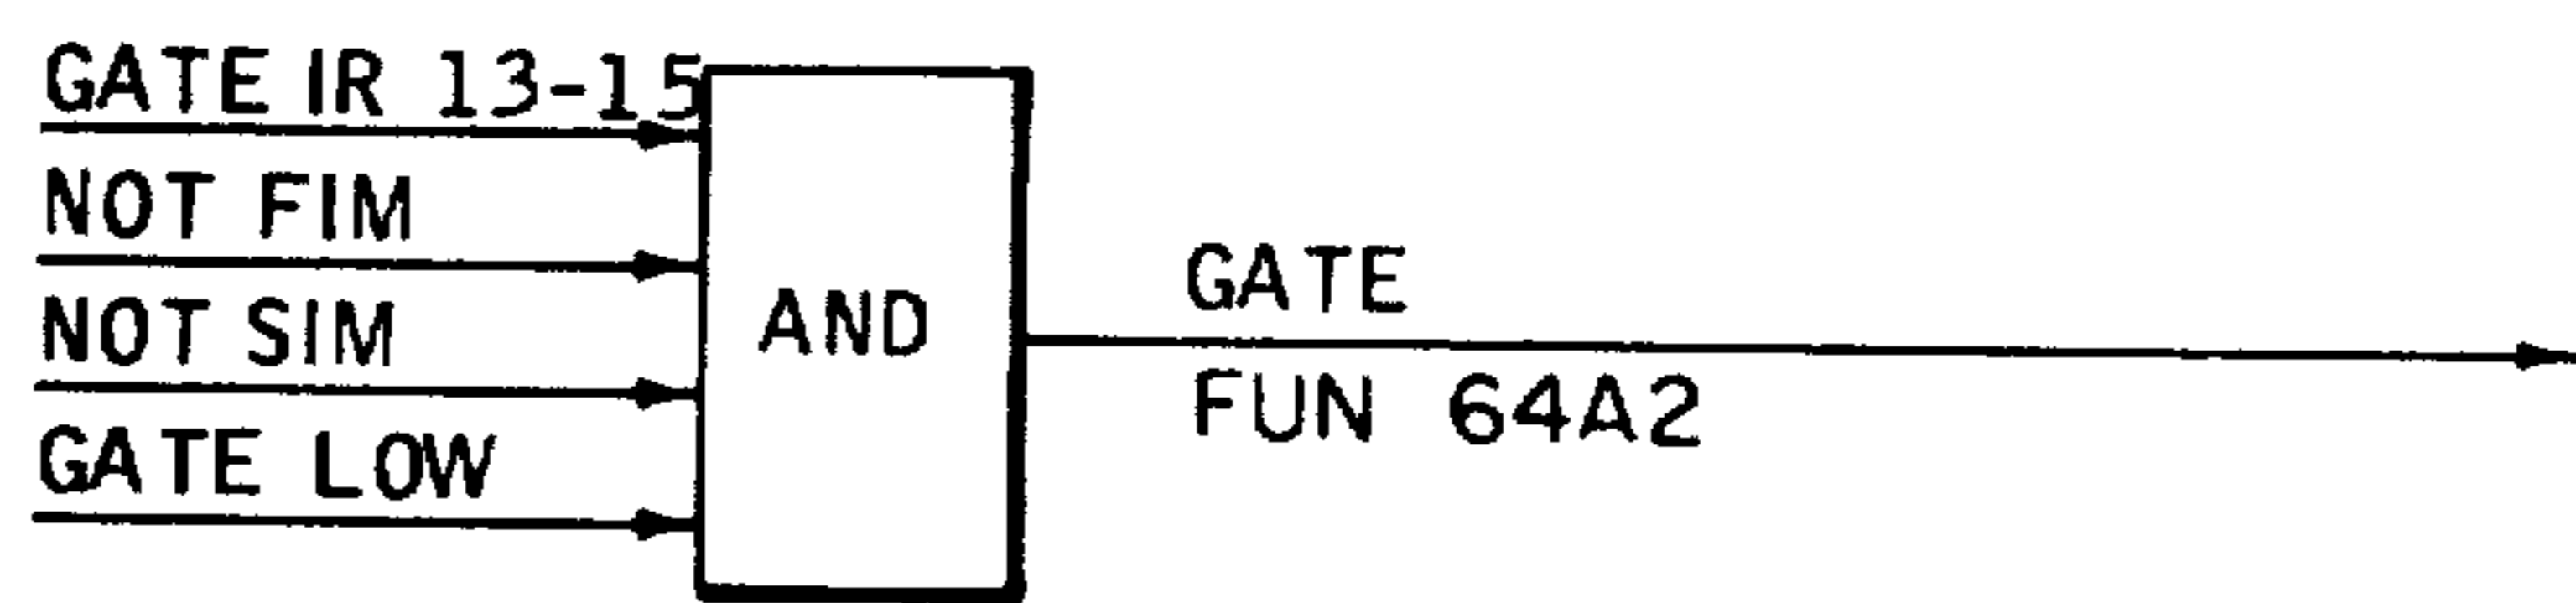 GATE IR 13-15
NOT FIM
NOT SIM
GATE LOW
AND
GATE
FUN 64A2